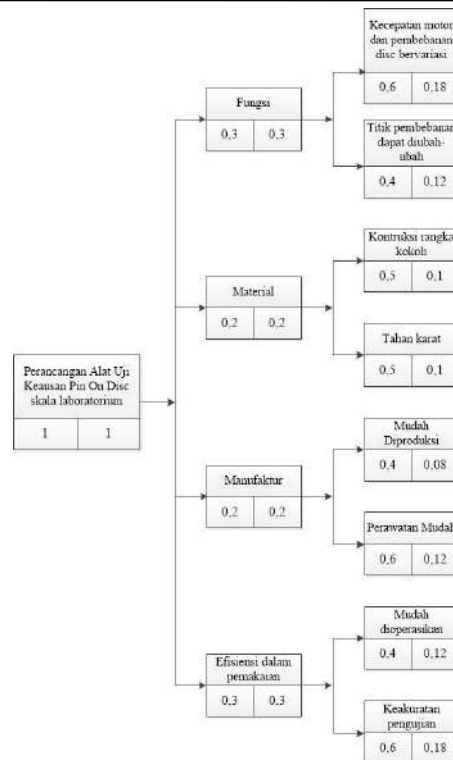 Kecepatan motor
dan pembebanan
disc bervariasi
0,6 0,18
Fungsi
0,3 0,3
Titik pembebanan
dapat diubah-
ubah
0,4 0,12
Kontruksi rangka
kokoh
0,5 0,1
Material
0,2 0,2
Tahan karat
0,5 0,1
Perancangan Alat Uji
Keausan Pin On Disc
skala laboratorium
1 1
Mudah
Diproduksi
0,4 0,08
Manufaktur
0,2 0,2
Perawatan Mudah
0,6 0,12
Mudah
dioperasikan
0,4 0,12
Efisiensi dalam
pemakaian
0,3 0,3
Keakuratan
pengujian
0,6 0,18